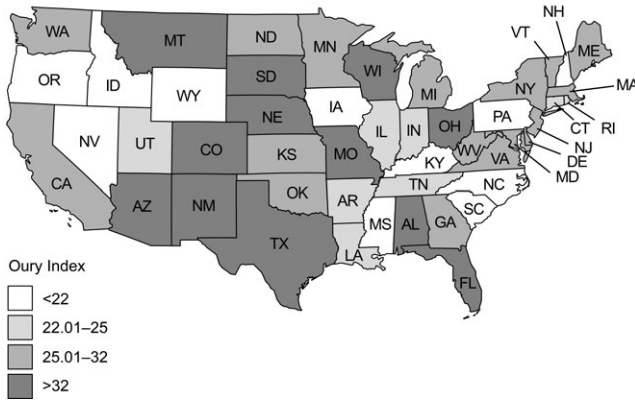 NH
WA
VT
ME
MT
ND
MN
OR
ID
SD
WI
NY
MA
WY
MI
IA
PA
NE
NV
UT
IL
IN
OH
CT
RI
CO
NJ
CA
KS
MO
WV
VA
DE
KY
MD
AZ
NM
OK
AR
TN
NC
SC
TX
MS
AL
GA
LA
FL
Oury Index
<22
22.01–25
25.01–32
>32